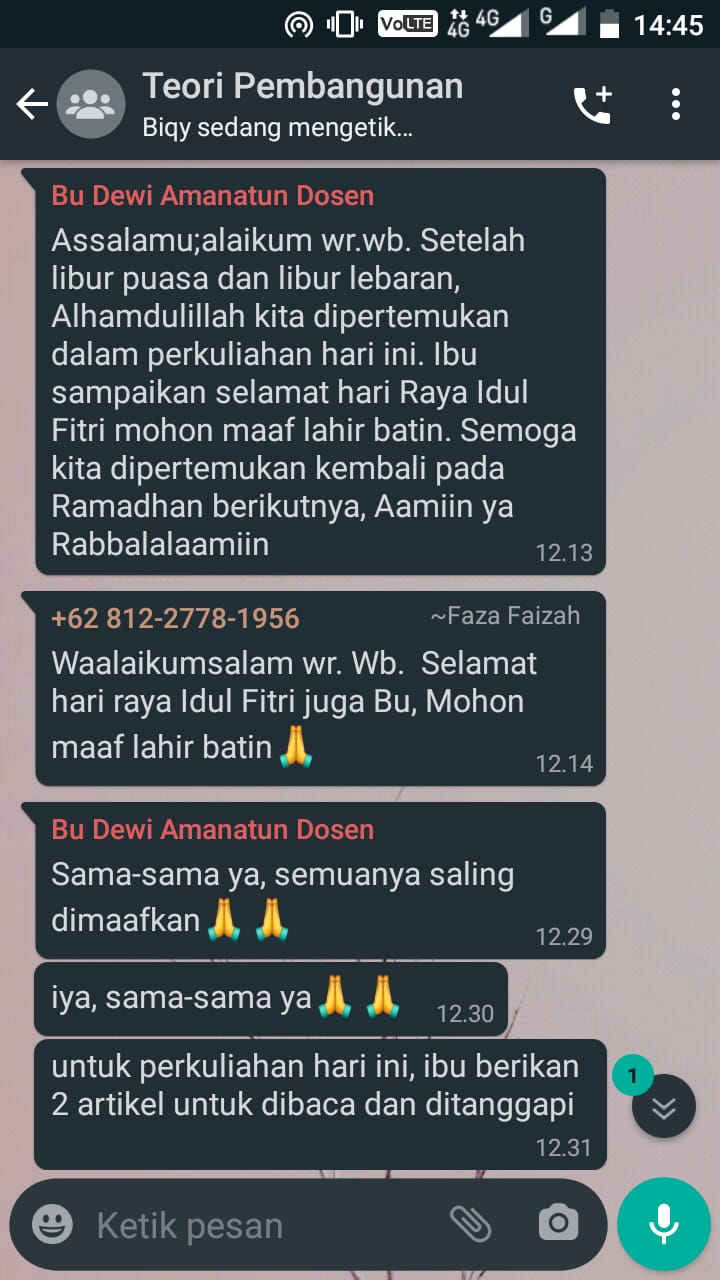 VoLTE 4G 4G G 14:45
Teori Pembangunan
Biqy sedang mengetik...
Bu Dewi Amanatun Dosen
Assalamu;alaikum wr.wb. Setelah
libur puasa dan libur lebaran,
Alhamdulillah kita dipertemukan
dalam perkuliahan hari ini. Ibu
sampaikan selamat hari Raya Idul
Fitri mohon maaf lahir batin. Semoga
kita dipertemukan kembali pada
Ramadhan berikutnya, Aamiin ya
Rabbalalaamiin 12.13
+62 812-2778-1956 ~Faza Faizah
Waalaikumsalam wr. Wb.  Selamat
hari raya Idul Fitri juga Bu, Mohon
maaf lahir batin🙏 12.14
Bu Dewi Amanatun Dosen
Sama-sama ya, semuanya saling
dimaafkan🙏 🙏 12.29
iya, sama-sama ya🙏 🙏 12.30
untuk perkuliahan hari ini, ibu berikan
2 artikel untuk dibaca dan ditanggapi
12.31
1
Ketik pesan